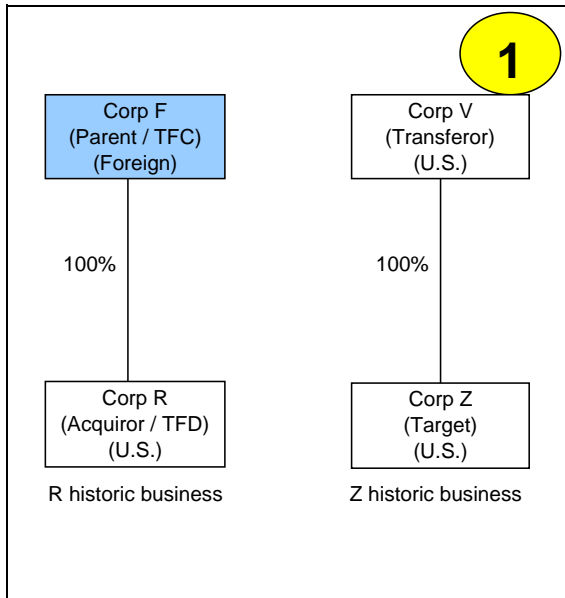 1
Corp F
(Parent / TFC)
(Foreign)
Corp V
(Transferor)
(U.S.)
100%
100%
Corp R
(Acquiror / TFD)
(U.S.)
Corp Z
(Target)
(U.S.)
R historic business
Z historic business